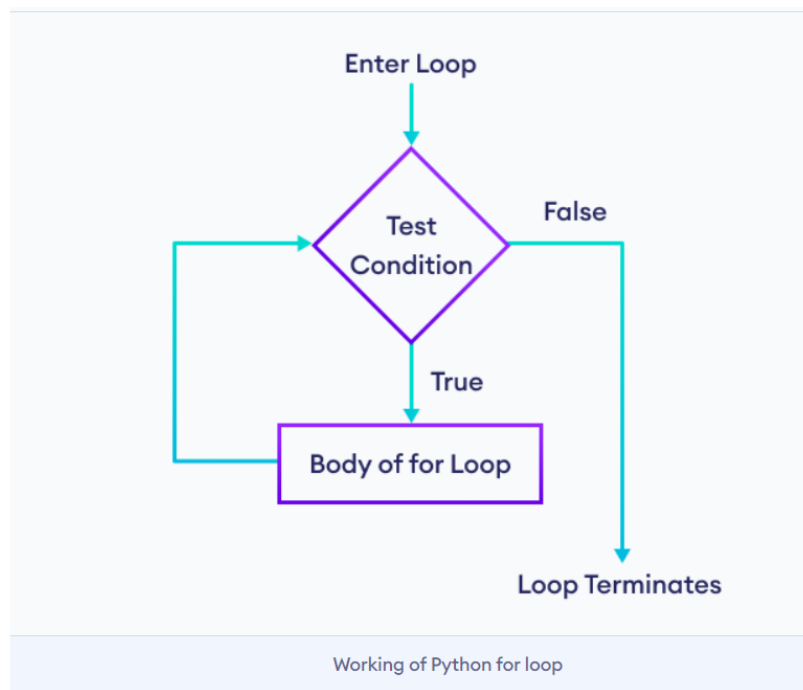 Enter Loop
Test
Condition
False
True
Body of for Loop
Loop Terminates
Working of Python for loop